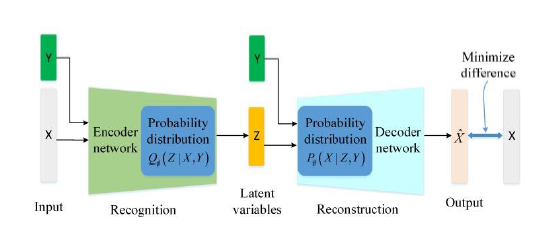 Y
X
Input
Encoder
network
Probability
distribution
Q_ϕ(Z|X,Y)
Recognition
Y
Z
Latent
variables
Probability
distribution
P_θ(X|Z,Y)
Decoder
network
Reconstruction
Minimize
difference
X̂
X
Output